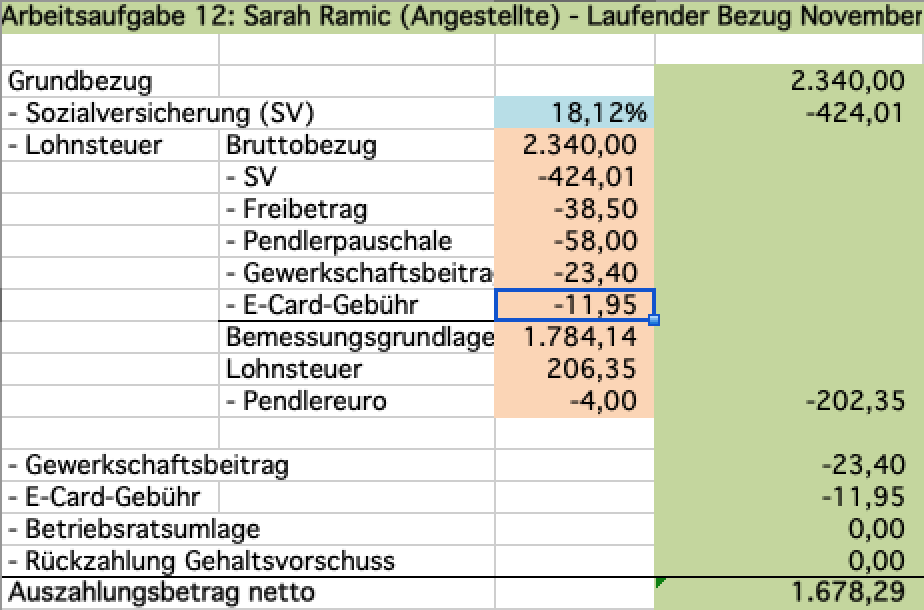 Arbeitsaufgabe 12: Sarah Ramic (Angestellte) - Laufender Bezug November
Grundbezug 2.340,00
- Sozialversicherung (SV) 18,12% -424,01
- Lohnsteuer Bruttobezug 2.340,00
- SV -424,01
- Freibetrag -38,50
- Pendlerpauschale -58,00
- Gewerkschaftsbeitra -23,40
- E-Card-Gebühr -11,95
Bemessungsgrundlage 1.784,14
Lohnsteuer 206,35
- Pendlereuro -4,00 -202,35
- Gewerkschaftsbeitrag -23,40
- E-Card-Gebühr -11,95
- Betriebsratsumlage 0,00
- Rückzahlung Gehaltsvorschuss 0,00
Auszahlungsbetrag netto 1.678,29